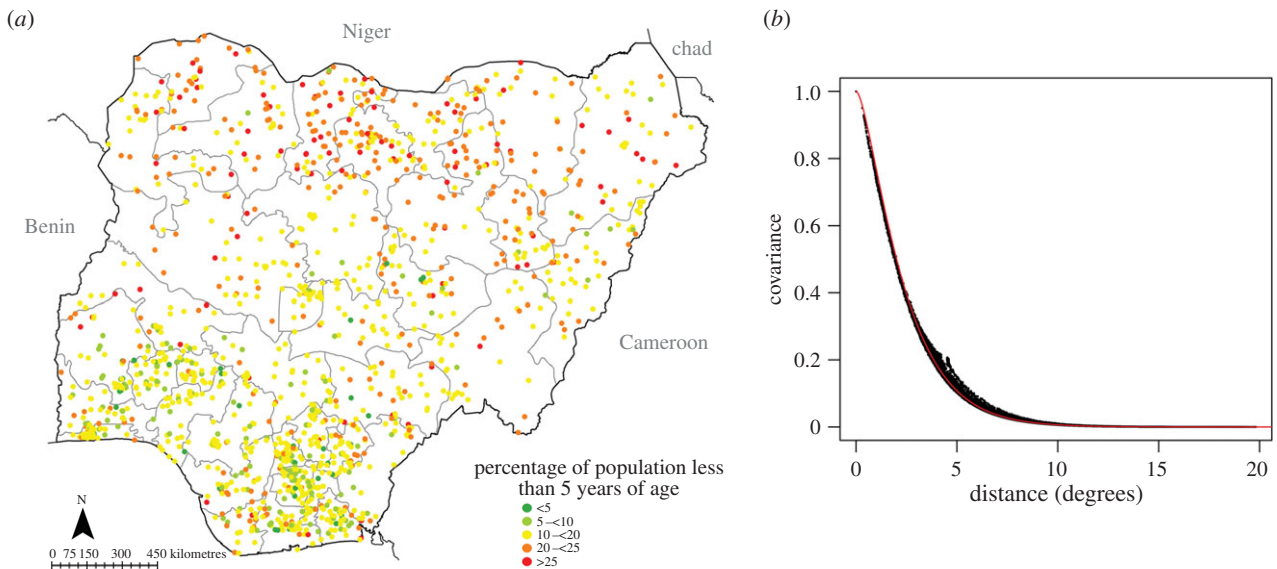 (a)
Niger
chad
Benin
Cameroon
N
0 75 150 300 450 kilometres
percentage of population less
than 5 years of age
<5
5–<10
10–<20
20–<25
>25
(b)
1.0
0.8
0.6
0.4
0.2
0
covariance
0 5 10 15 20
distance (degrees)